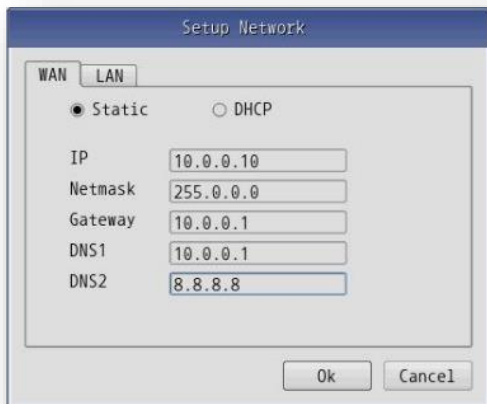 Setup Network
WAN LAN
Static DHCP
IP 10.0.0.10
Netmask 255.0.0.0
Gateway 10.0.0.1
DNS1 10.0.0.1
DNS2 8.8.8.8
Ok Cancel